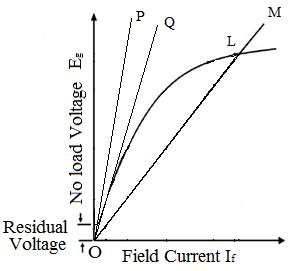 P
Q
M
L
No load Voltage Eg
Residual
Voltage
O
Field Current If